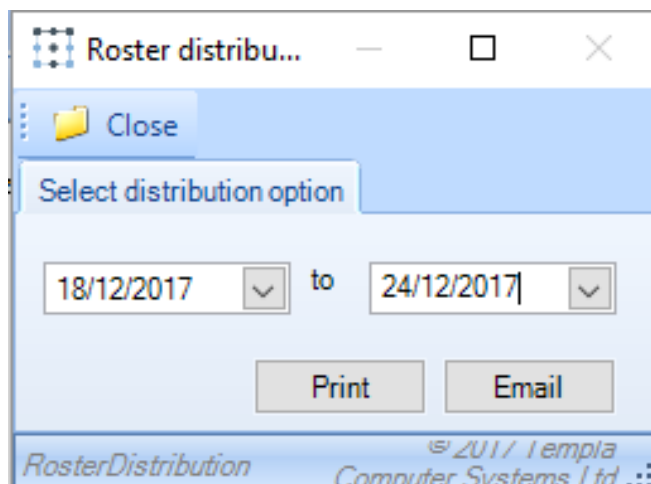 Roster distribu...
Close
Select distribution option
18/12/2017 to 24/12/2017
Print Email
RosterDistribution © 2017 Templa
Computer Systems Ltd